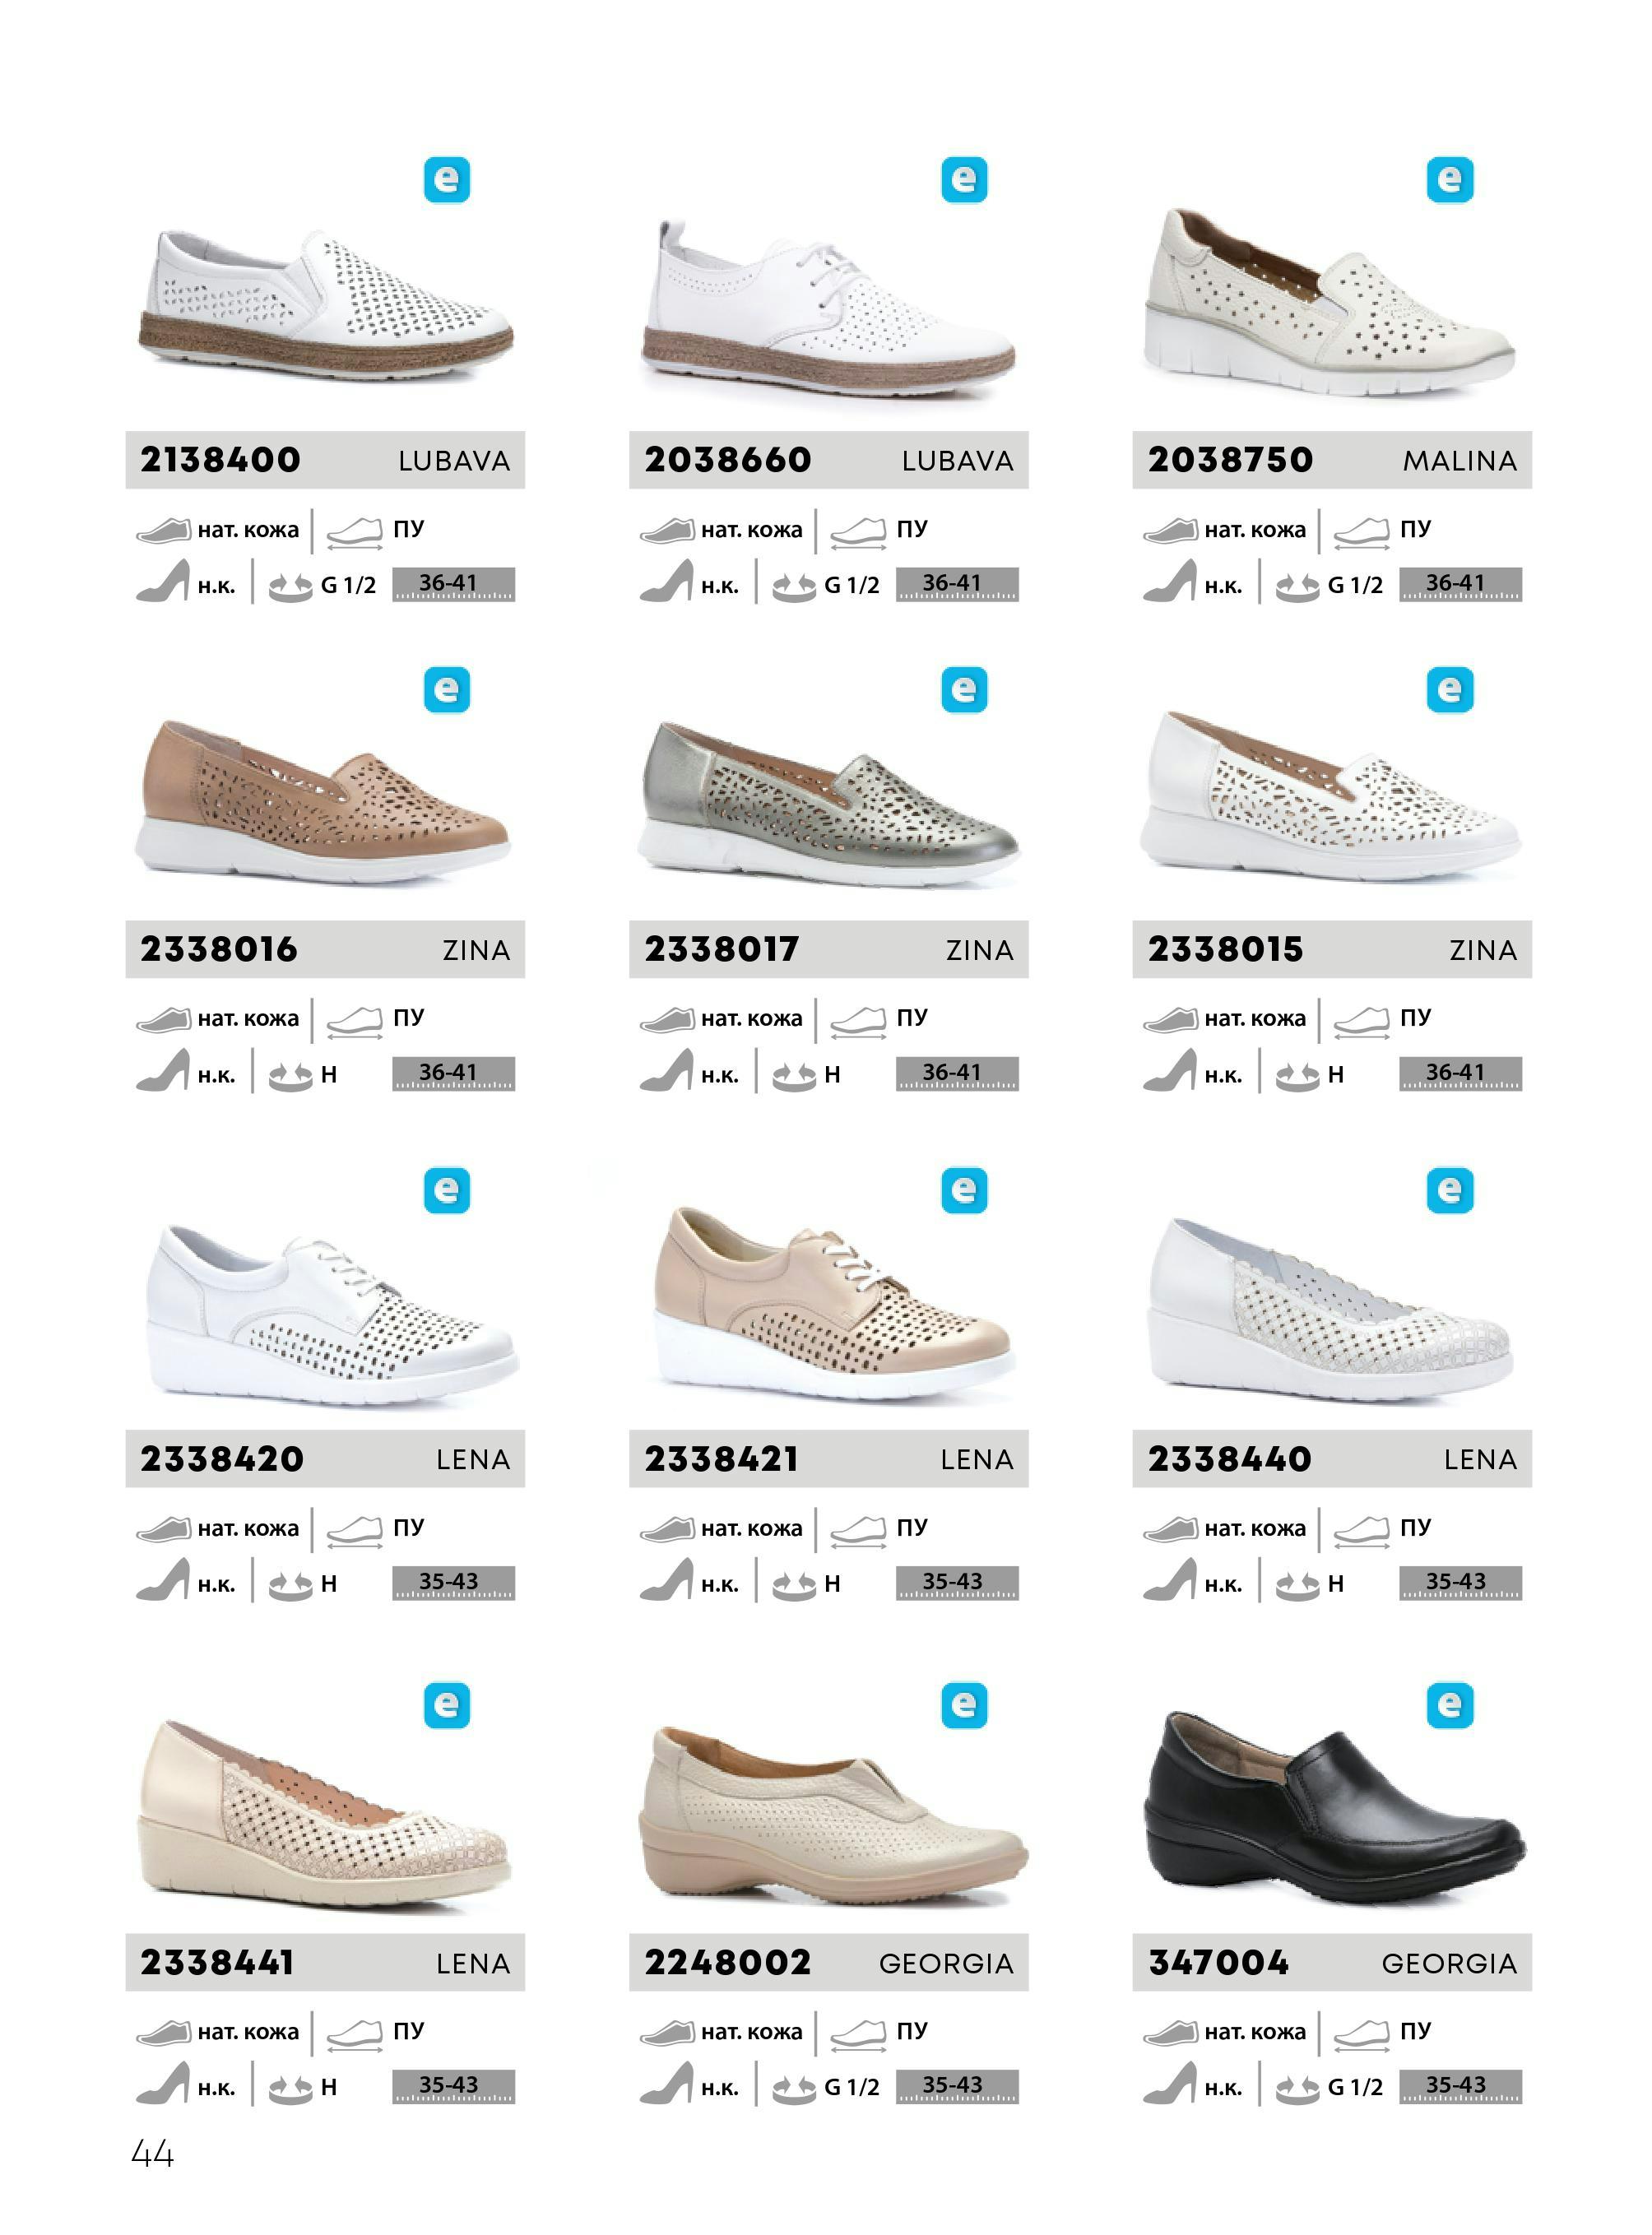 e e e
2138400 LUBAVA 2038660 LUBAVA 2038750 MALINA
нат. кожа ПУ нат. кожа ПУ нат. кожа ПУ
н.к. G 1/2 36-41 н.к. G 1/2 36-41 н.к. G 1/2 36-41
e e e
2338016 ZINA 2338017 ZINA 2338015 ZINA
нат. кожа ПУ нат. кожа ПУ нат. кожа ПУ
н.к. H 36-41 н.к. H 36-41 н.к. H 36-41
e e e
2338420 LENA 2338421 LENA 2338440 LENA
нат. кожа ПУ нат. кожа ПУ нат. кожа ПУ
н.к. H 35-43 н.к. H 35-43 н.к. H 35-43
e e e
2338441 LENA 2248002 GEORGIA 347004 GEORGIA
нат. кожа ПУ нат. кожа ПУ нат. кожа ПУ
н.к. H 35-43 н.к. G 1/2 35-43 н.к. G 1/2 35-43
44